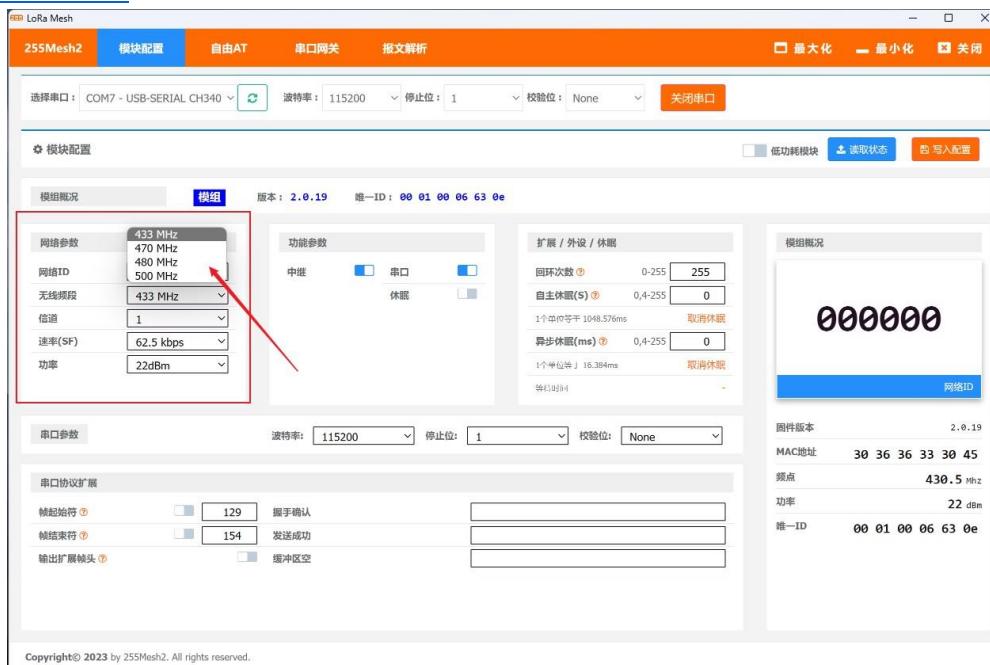 LoRa Mesh
255Mesh2 模块配置 自由AT 串口网关 报文解析 最大化 最小化 关闭
选择串口: COM7 - USB-SERIAL CH340 波特率: 115200 停止位: 1 校验位: None 关闭串口
模块配置 低功耗模块 读取状态 写入配置
模组概况 模组 版本: 2.0.19 唯一ID: 00 01 00 06 63 0e
网络参数
433 MHz
470 MHz
480 MHz
500 MHz
网络ID
无线频段 433 MHz
信道 1
速率(SF) 62.5 kbps
功率 22dBm
功能参数
中继 串口
休眠
扩展 / 外设 / 休眠
回环次数 0-255 255
自主休眠(S) 0,4-255 0
1个单位等于 1048.576ms 取消休眠
异步休眠(ms) 0,4-255 0
1个单位等于 16.384ms 取消休眠
等待时间 -
模组概况
000000
网络ID
固件版本 2.0.19
MAC地址 30 36 36 33 30 45
频点 430.5 Mhz
功率 22 dBm
唯一ID 00 01 00 06 63 0e
串口参数 波特率: 115200 停止位: 1 校验位: None
串口协议扩展
帧起始符 129 握手确认
帧结束符 154 发送成功
输出扩展帧头 缓冲区空
Copyright© 2023 by 255Mesh2. All rights reserved.